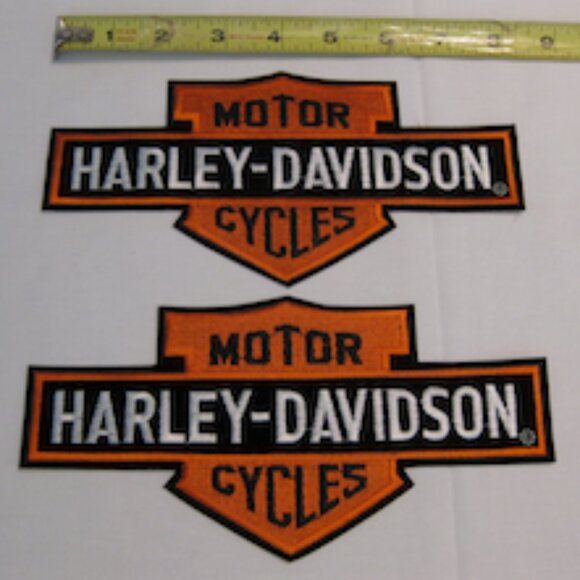 1 2 3 4 5 6 7 8 9
MOTOR
HARLEY-DAVIDSON®
CYCLES
MOTOR
HARLEY-DAVIDSON®
CYCLES